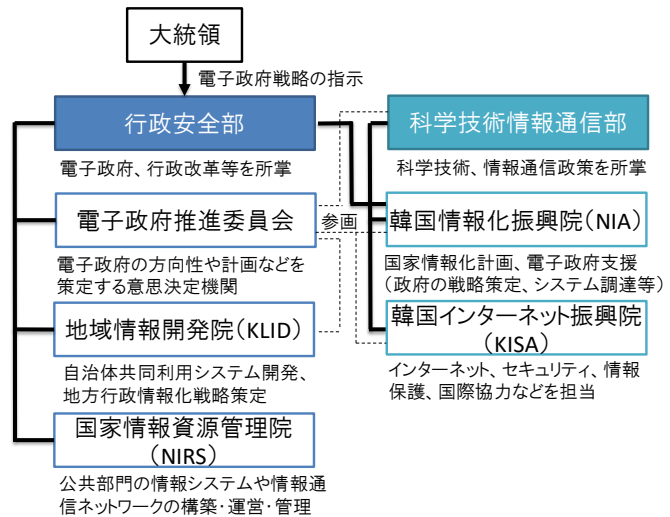 大統領
電子政府戦略の指示
行政安全部
電子政府、行政改革等を所掌
電子政府推進委員会
参画
電子政府の方向性や計画などを
策定する意思決定機関
地域情報開発院(KLID)
自治体共同利用システム開発、
地方行政情報化戦略策定
国家情報資源管理院
(NIRS)
公共部門の情報システムや情報通
信ネットワークの構築・運営・管理
科学技術情報通信部
科学技術、情報通信政策を所掌
韓国情報化振興院(NIA)
国家情報化計画、電子政府支援
(政府の戦略策定、システム調達等)
韓国インターネット振興院
(KISA)
インターネット、セキュリティ、情報
保護、国際協力などを担当